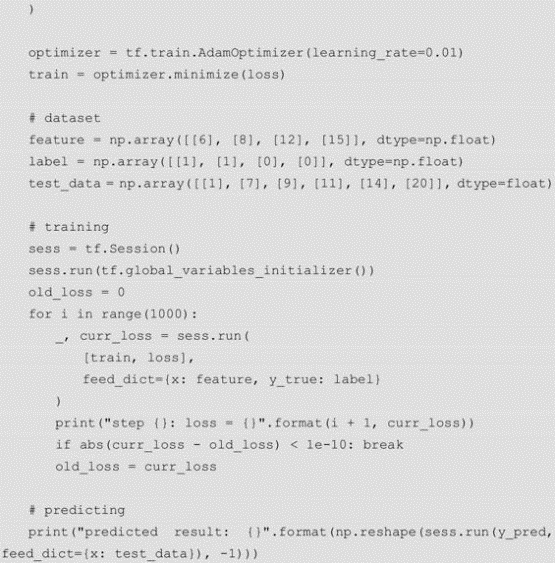 )
optimizer = tf.train.AdamOptimizer(learning_rate=0.01)
train = optimizer.minimize(loss)
# dataset
feature = np.array([[6], [8], [12], [15]], dtype=np.float)
label = np.array([[1], [1], [0], [0]], dtype=np.float)
test_data = np.array([[1], [7], [9], [11], [14], [20]], dtype=float)
# training
sess = tf.Session()
sess.run(tf.global_variables_initializer())
old_loss = 0
for i in range(1000):
    _, curr_loss = sess.run(
        [train, loss],
        feed_dict={x: feature, y_true: label}
    )
    print("step {}: loss = {}".format(i + 1, curr_loss))
    if abs(curr_loss - old_loss) < 1e-10: break
    old_loss = curr_loss
# predicting
print("predicted result: {}".format(np.reshape(sess.run(y_pred,
feed_dict={x: test_data}), -1)))